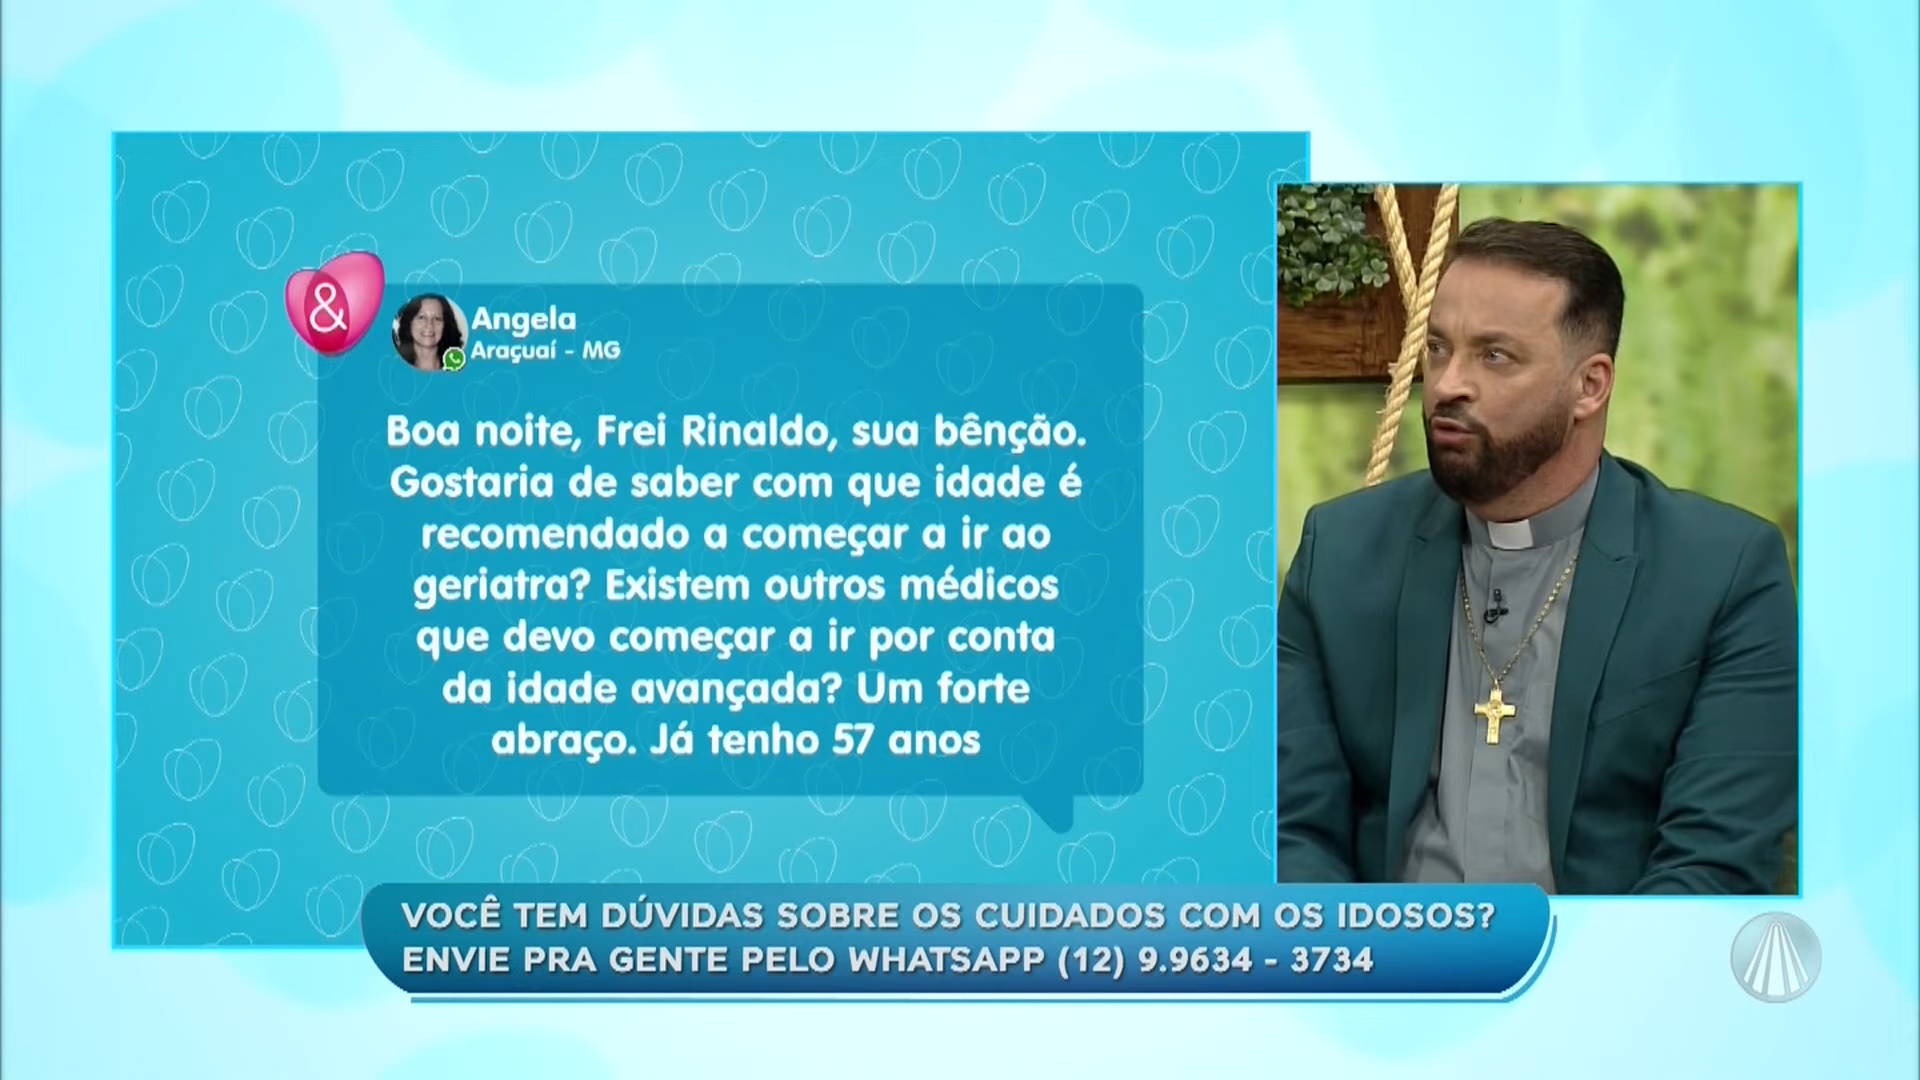 &
Angela
Araçuaí - MG
Boa noite, Frei Rinaldo, sua bênção.
Gostaria de saber com que idade é
recomendado a começar a ir ao
geriatra? Existem outros médicos
que devo começar a ir por conta
da idade avançada? Um forte
abraço. Já tenho 57 anos
VOCÊ TEM DÚVIDAS SOBRE OS CUIDADOS COM OS IDOSOS?
ENVIE PRA GENTE PELO WHATSAPP (12) 9.9634 - 3734